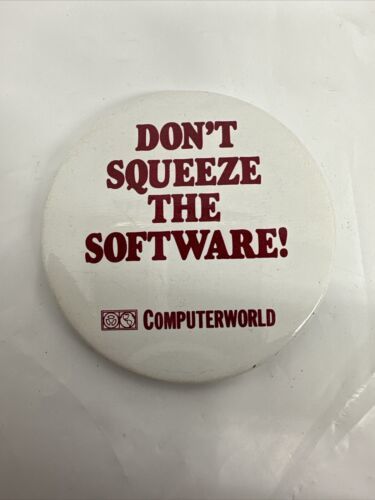 DON'T
SQUEEZE
THE
SOFTWARE!
COMPUTERWORLD